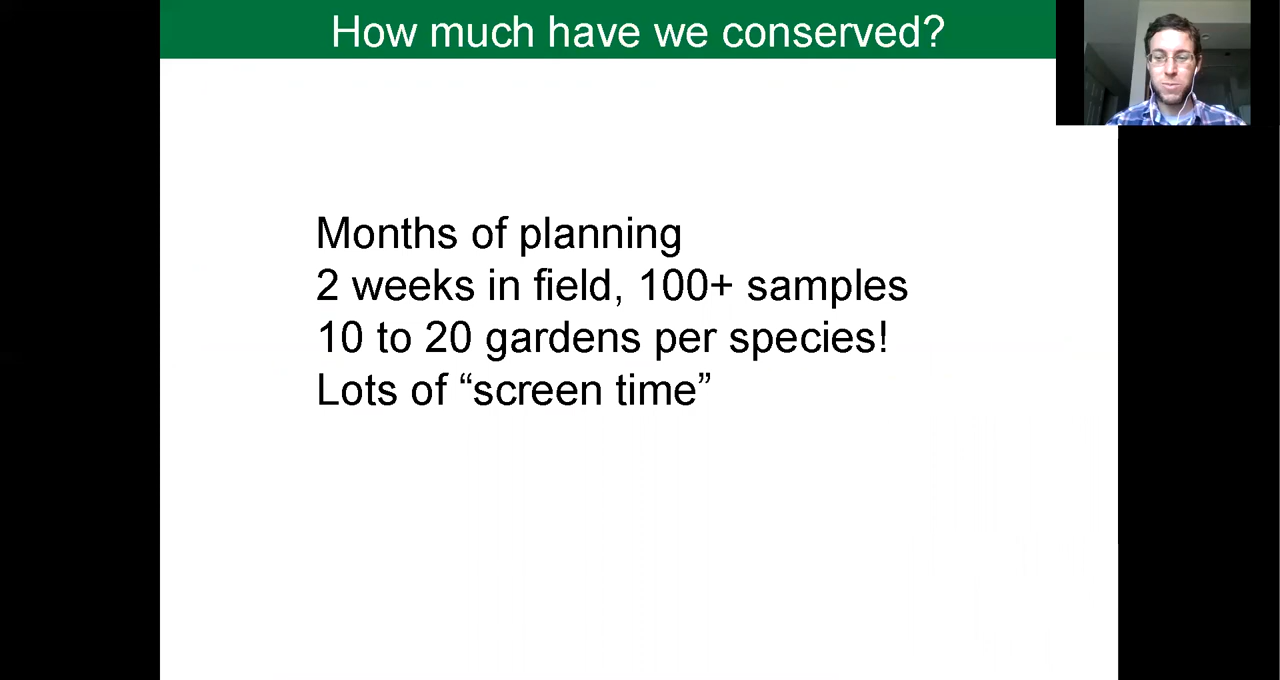 How much have we conserved?
Months of planning
2 weeks in field, 100+ samples
10 to 20 gardens per species!
Lots of “screen time”